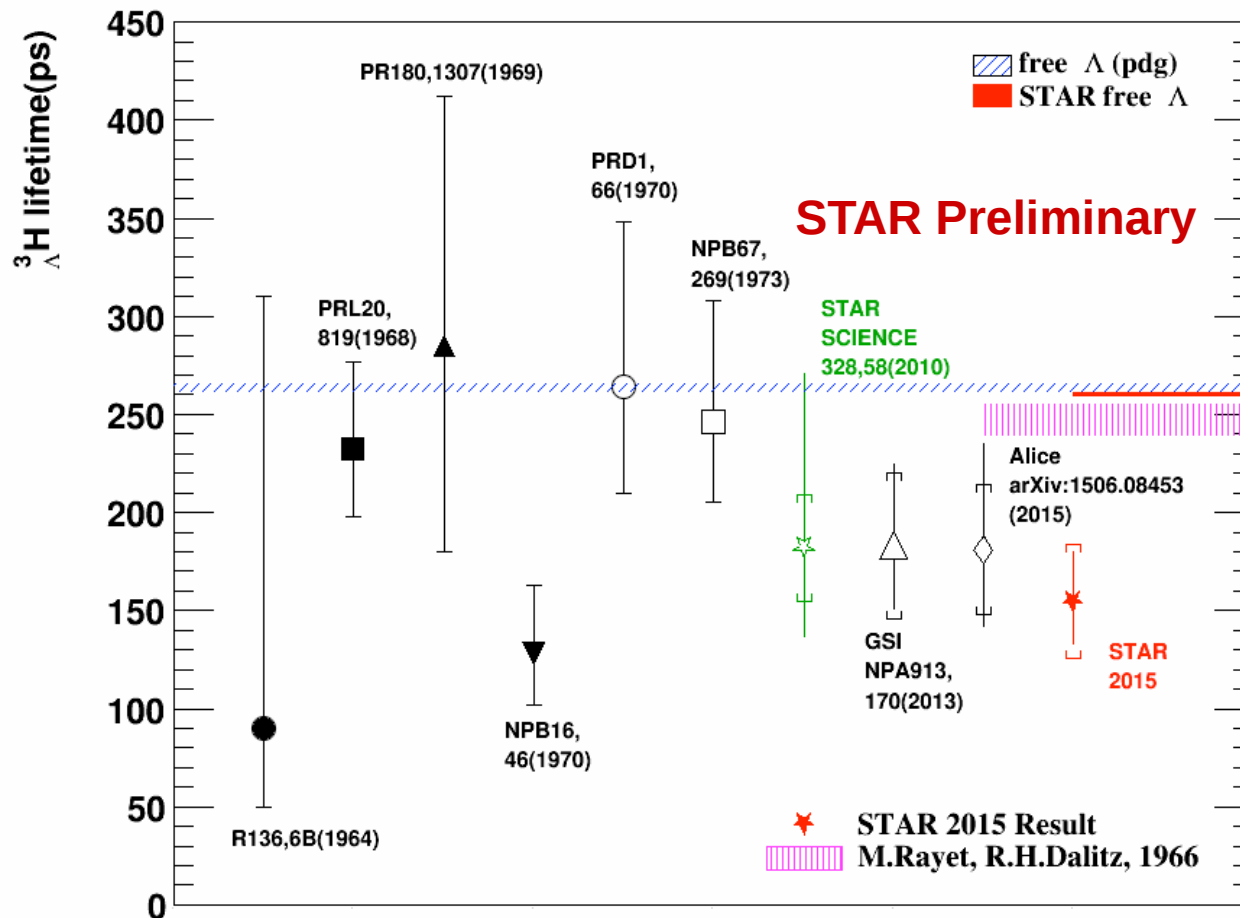 450
400
350
300
250
200
150
100
50
0
3
ΛH lifetime(ps)
free Λ (pdg)
STAR free Λ
STAR Preliminary
PR180,1307(1969)
PRD1,
66(1970)
NPB67,
269(1973)
PRL20,
819(1968)
STAR
SCIENCE
328,58(2010)
Alice
arXiv:1506.08453
(2015)
GSI
NPA913,
170(2013)
STAR
2015
NPB16,
46(1970)
R136,6B(1964)
STAR 2015 Result
M.Rayet, R.H.Dalitz, 1966